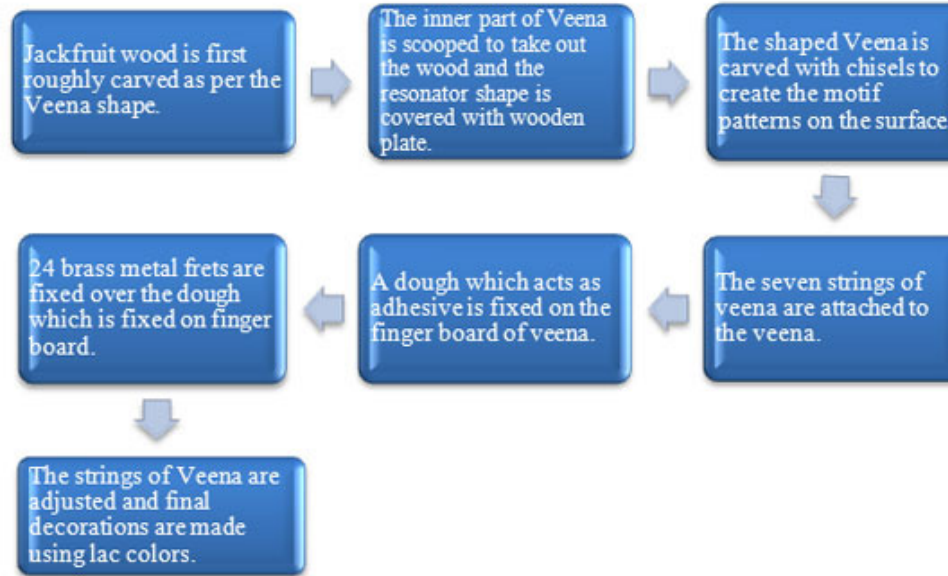 Jackfruit wood is first
roughly carved as per the
Veena shape.
The inner part of Veena
is scooped to take out
the wood and the
resonator shape is
covered with wooden
plate.
The shaped Veena is
carved with chisels to
create the motif
patterns on the surface
The seven strings of
veena are attached to
the veena.
A dough which acts as
adhesive is fixed on the
finger board of veena.
24 brass metal frets are
fixed over the dough
which is fixed on finger
board.
The strings of Veena are
adjusted and final
decorations are made
using lac colors.